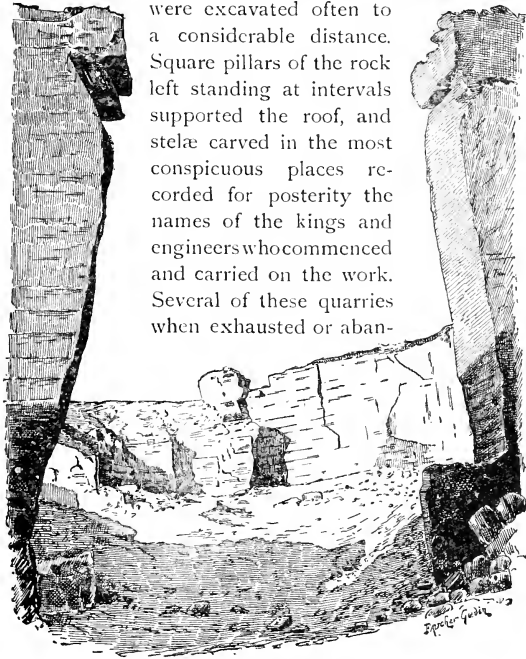 were excavated often to
a considerable distance.
Square pillars of the rock
left standing at intervals
supported the roof, and
stelæ carved in the most
conspicuous places re-
corded for posterity the
names of the kings and
engineers who commenced
and carried on the work.
Several of these quarries
when exhausted or aban-
Faucher Gudin